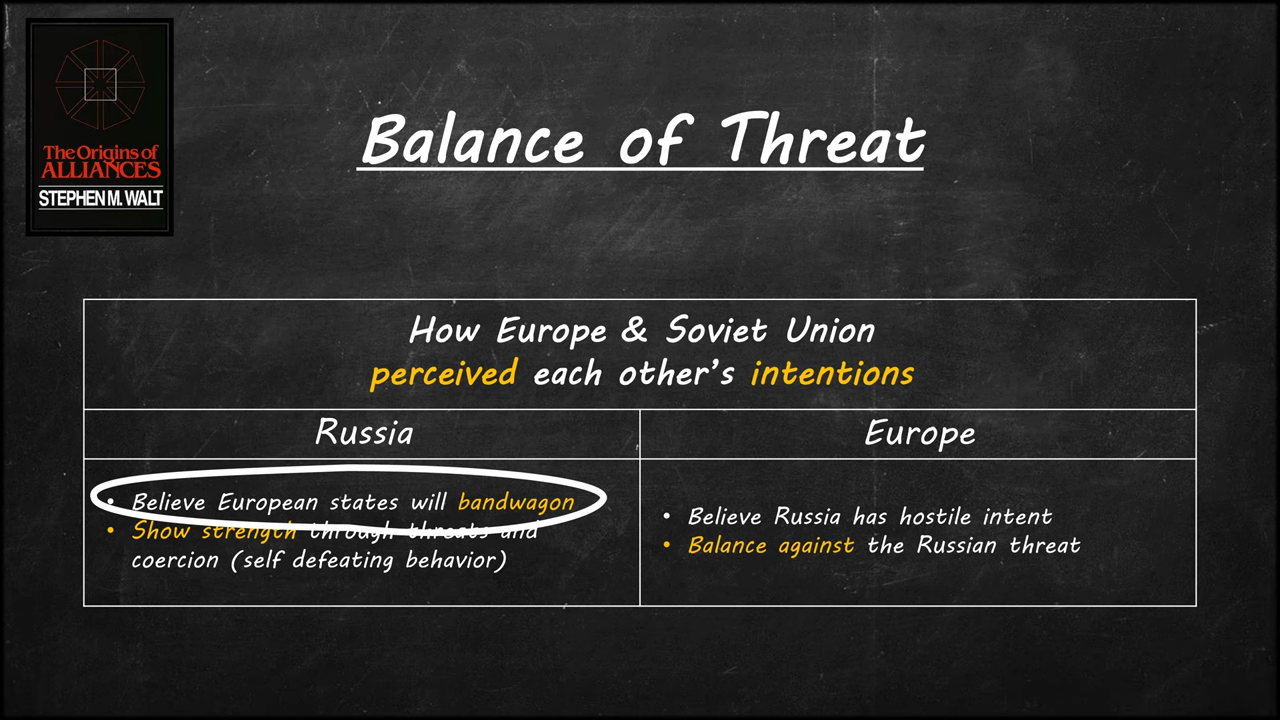 The Origins of
ALLIANCES
STEPHEN M. WALT
Balance of Threat
How Europe & Soviet Union
perceived each other's intentions
Russia
Europe
• Believe European states will bandwagon
• Show strength through threats and
coercion (self defeating behavior)
• Believe Russia has hostile intent
• Balance against the Russian threat